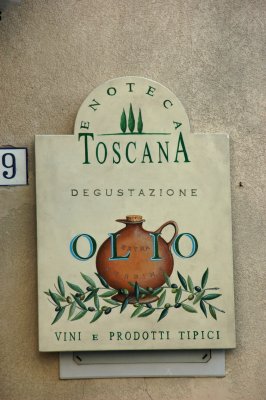 ENOTECA
TOSCANA
9
DEGUSTAZIONE
OLIO
VINI E PRODOTTI TIPICI